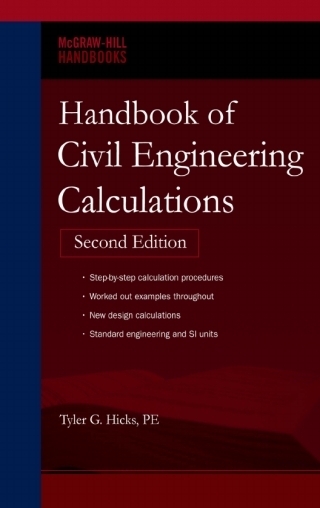 McGRAW-HILL
HANDBOOKS
Handbook of
Civil Engineering
Calculations
Second Edition
• Step-by-step calculation procedures
• Worked out examples throughout
• New design calculations
• Standard engineering and SI units
Tyler G. Hicks, PE